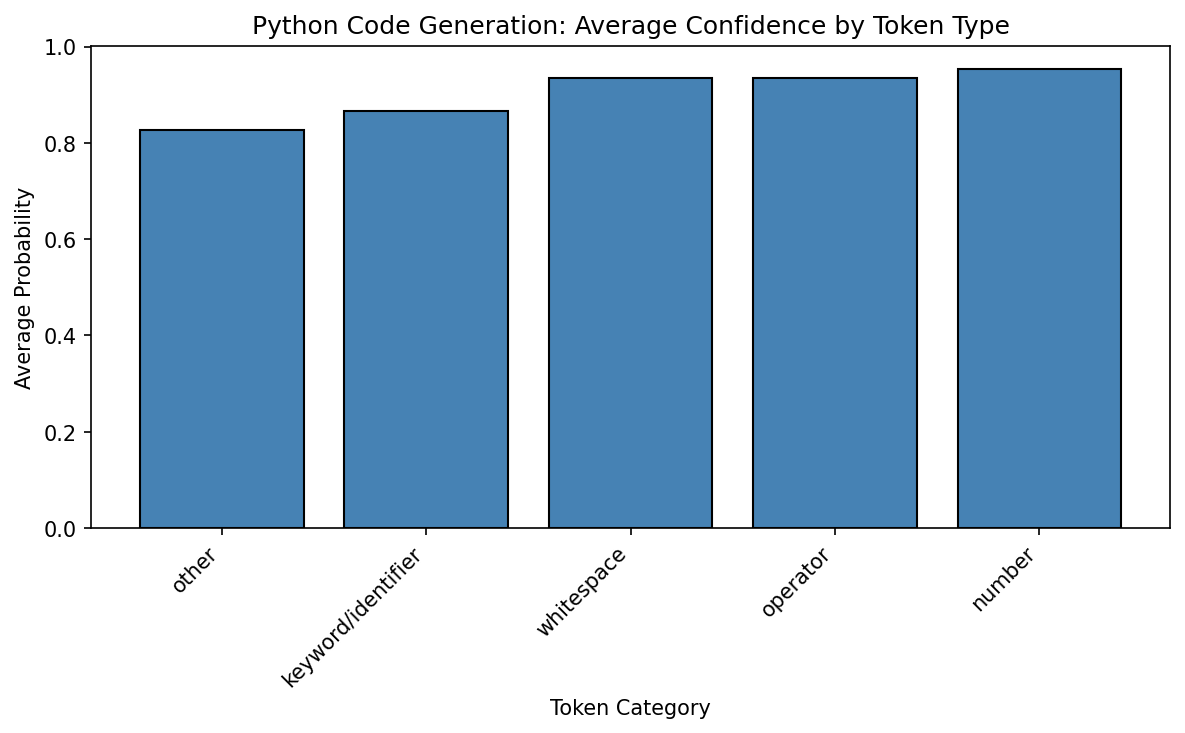 Python Code Generation: Average Confidence by Token Type
1.0
0.8
0.6
0.4
0.2
0.0
Average Probability
other
keyword/identifier
whitespace
operator
number
Token Category